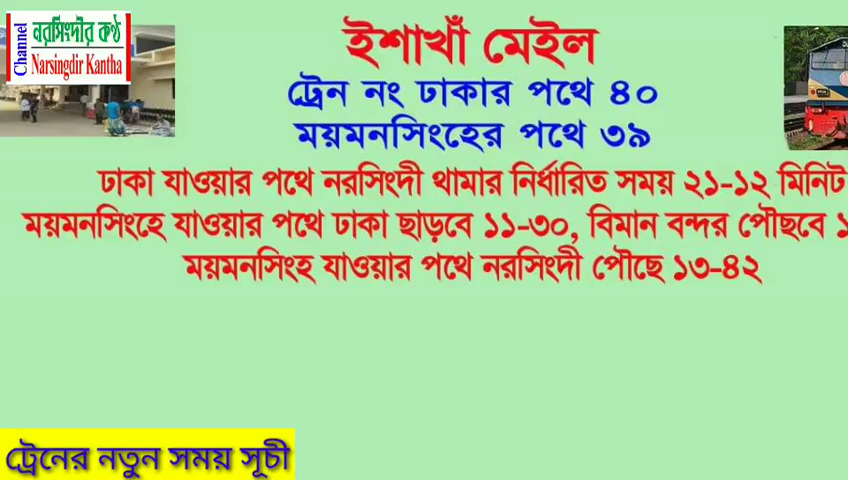 Channel
নরসিংদীর কণ্ঠ
Narsingdir Kantha
ইশাখাঁ মেইল
ট্রেন নং ঢাকার পথে ৪০
ময়মনসিংহের পথে ৩৯
ঢাকা যাওয়ার পথে নরসিংদী থামার নির্ধারিত সময় ২১-১২ মিনিট
ময়মনসিংহে যাওয়ার পথে ঢাকা ছাড়বে ১১-৩০, বিমান বন্দর পৌছবে
ময়মনসিংহ যাওয়ার পথে নরসিংদী পৌছে ১৩-৪২
ট্রেনের নতুন সময় সূচী